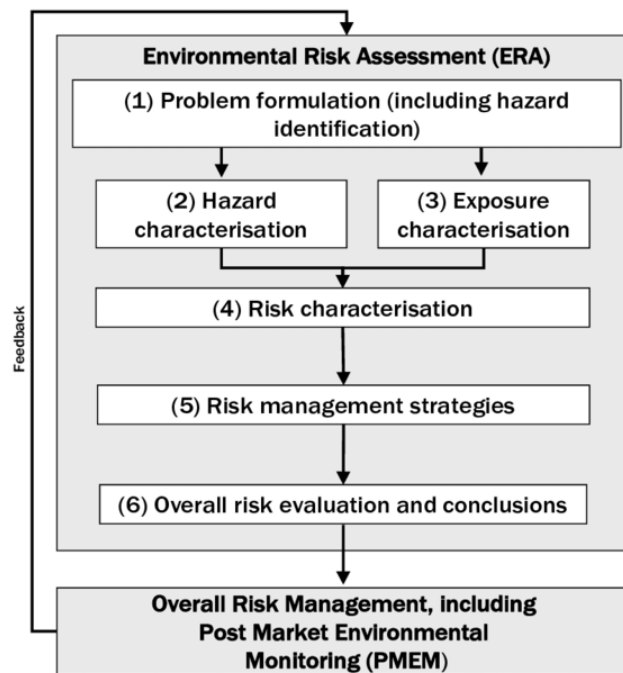 Environmental Risk Assessment (ERA)
(1) Problem formulation (including hazard
identification)
(2) Hazard
characterisation
(3) Exposure
characterisation
(4) Risk characterisation
(5) Risk management strategies
(6) Overall risk evaluation and conclusions
Feedback
Overall Risk Management, including
Post Market Environmental
Monitoring (PMEM)